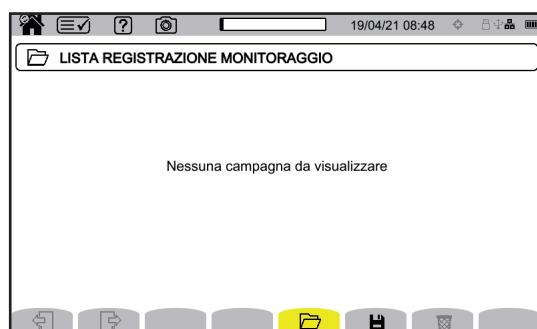 19/04/21 08:48
LISTA REGISTRAZIONE MONITORAGGIO
Nessuna campagna da visualizzare